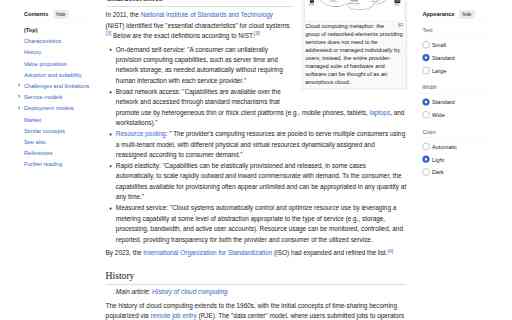 Contents hide
(Top)
Characteristics
History
Value proposition
Adoption and suitability
Challenges and limitations
Service models
Deployment models
Market
Similar concepts
See also
References
Further reading
In 2011, the National Institute of Standards and Technology
(NIST) identified five "essential characteristics" for cloud systems.
[3] Below are the exact definitions according to NIST:[3]
• On-demand self-service: "A consumer can unilaterally
provision computing capabilities, such as server time and
network storage, as needed automatically without requiring
human interaction with each service provider."
• Broad network access: "Capabilities are available over the
network and accessed through standard mechanisms that
promote use by heterogeneous thin or thick client platforms (e.g., mobile phones, tablets, laptops, and
workstations)."
• Resource pooling: " The provider's computing resources are pooled to serve multiple consumers using
a multi-tenant model, with different physical and virtual resources dynamically assigned and
reassigned according to consumer demand."
• Rapid elasticity: "Capabilities can be elastically provisioned and released, in some cases
automatically, to scale rapidly outward and inward commensurate with demand. To the consumer, the
capabilities available for provisioning often appear unlimited and can be appropriated in any quantity at
any time."
• Measured service: "Cloud systems automatically control and optimize resource use by leveraging a
metering capability at some level of abstraction appropriate to the type of service (e.g., storage,
processing, bandwidth, and active user accounts). Resource usage can be monitored, controlled, and
reported, providing transparency for both the provider and consumer of the utilized service.
By 2023, the International Organization for Standardization (ISO) had expanded and refined the list.[4]
History
Main article: History of cloud computing
The history of cloud computing extends to the 1960s, with the initial concepts of time-sharing becoming
popularized via remote job entry (RJE). The "data center" model, where users submitted jobs to operators
Cloud computing metaphor: the
group of networked elements providing
services does not need to be
addressed or managed individually by
users; instead, the entire provider-
managed suite of hardware and
software can be thought of as an
amorphous cloud.
Appearance hide
Text
Small
Standard
Large
Width
Standard
Wide
Color
Automatic
Light
Dark